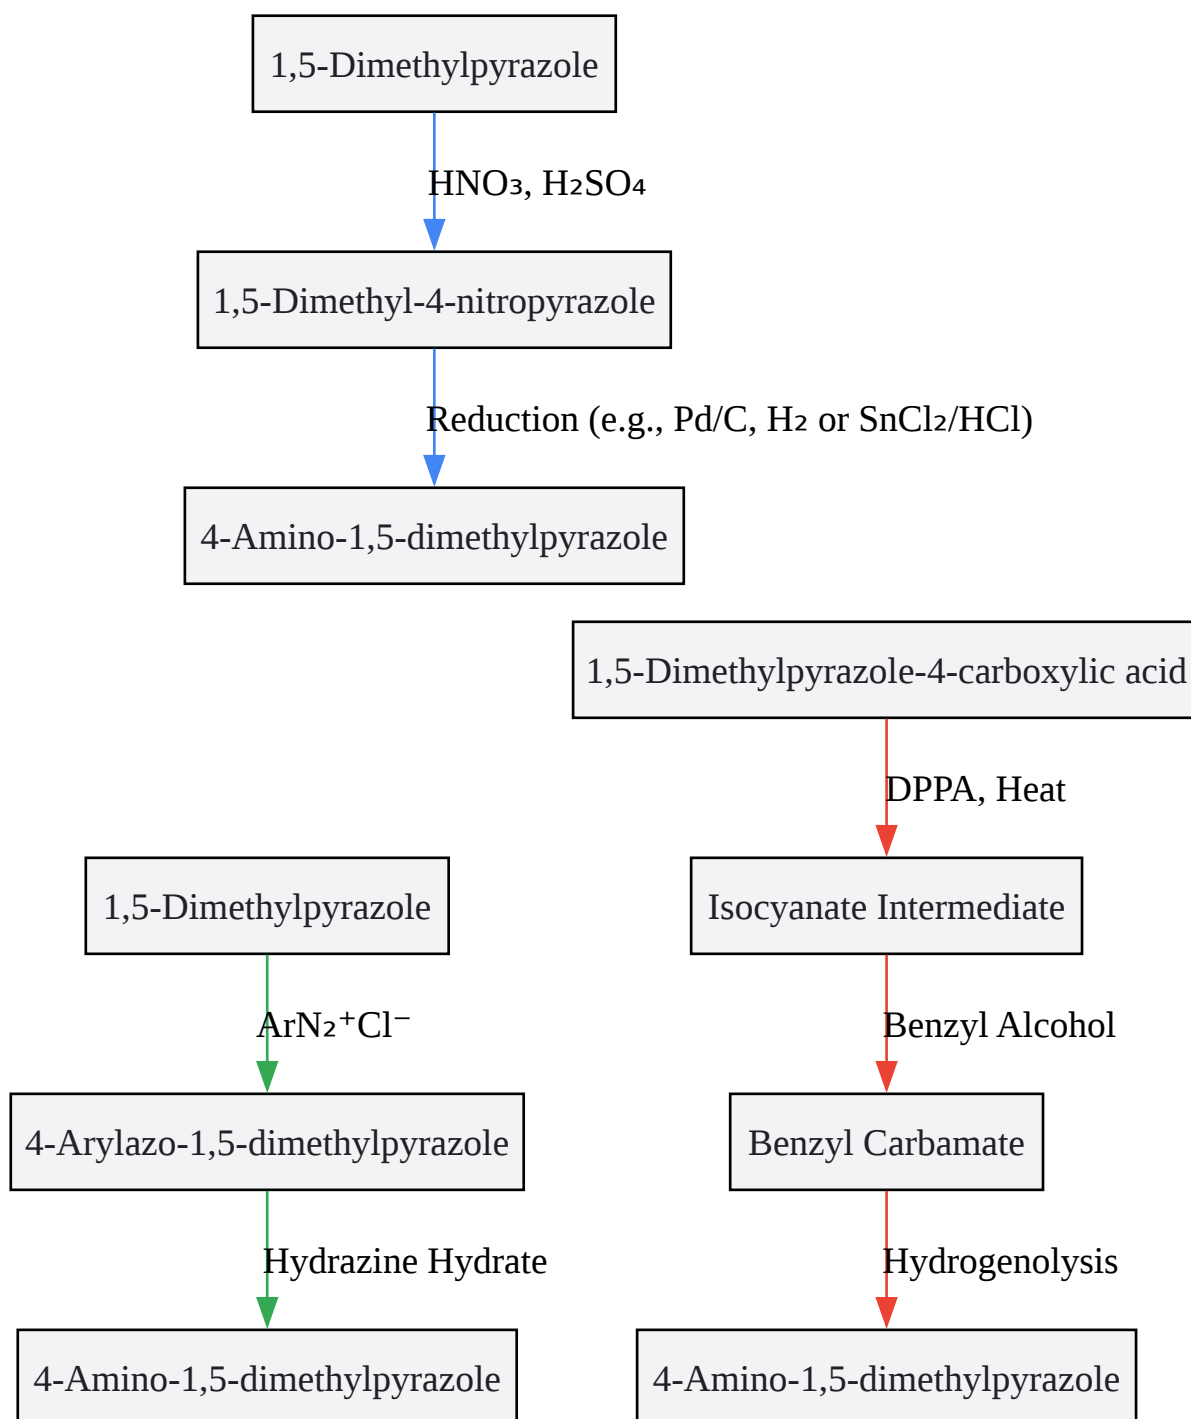 1,5-Dimethylpyrazole
HNO₃, H₂SO₄
1,5-Dimethyl-4-nitropyrazole
Reduction (e.g., Pd/C, H₂ or SnCl₂/HCl)
4-Amino-1,5-dimethylpyrazole
1,5-Dimethylpyrazole-4-carboxylic acid
DPPA, Heat
Isocyanate Intermediate
Benzyl Alcohol
Benzyl Carbamate
Hydrogenolysis
4-Amino-1,5-dimethylpyrazole
1,5-Dimethylpyrazole
ArN₂⁺Cl⁻
4-Arylazo-1,5-dimethylpyrazole
Hydrazine Hydrate
4-Amino-1,5-dimethylpyrazole